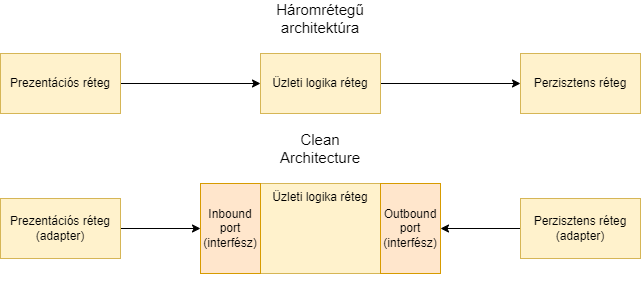 Háromrétegű
architektúra
Prezentációs réteg
Üzleti logika réteg
Perzisztens réteg
Clean
Architecture
Prezentációs réteg
(adapter)
Inbound
port
(interfész)
Üzleti logika réteg
Outbound
port
(interfész)
Perzisztens réteg
(adapter)